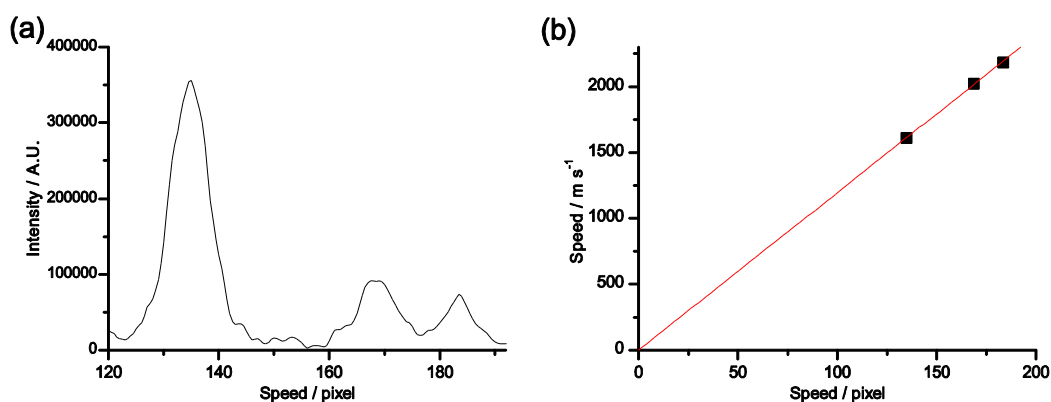 (a)
400000
300000
200000
100000
0
Intensity / A.U.
120 140 160 180
Speed / pixel
(b)
2000
1500
1000
500
0
Speed / m s⁻¹
0 50 100 150 200
Speed / pixel